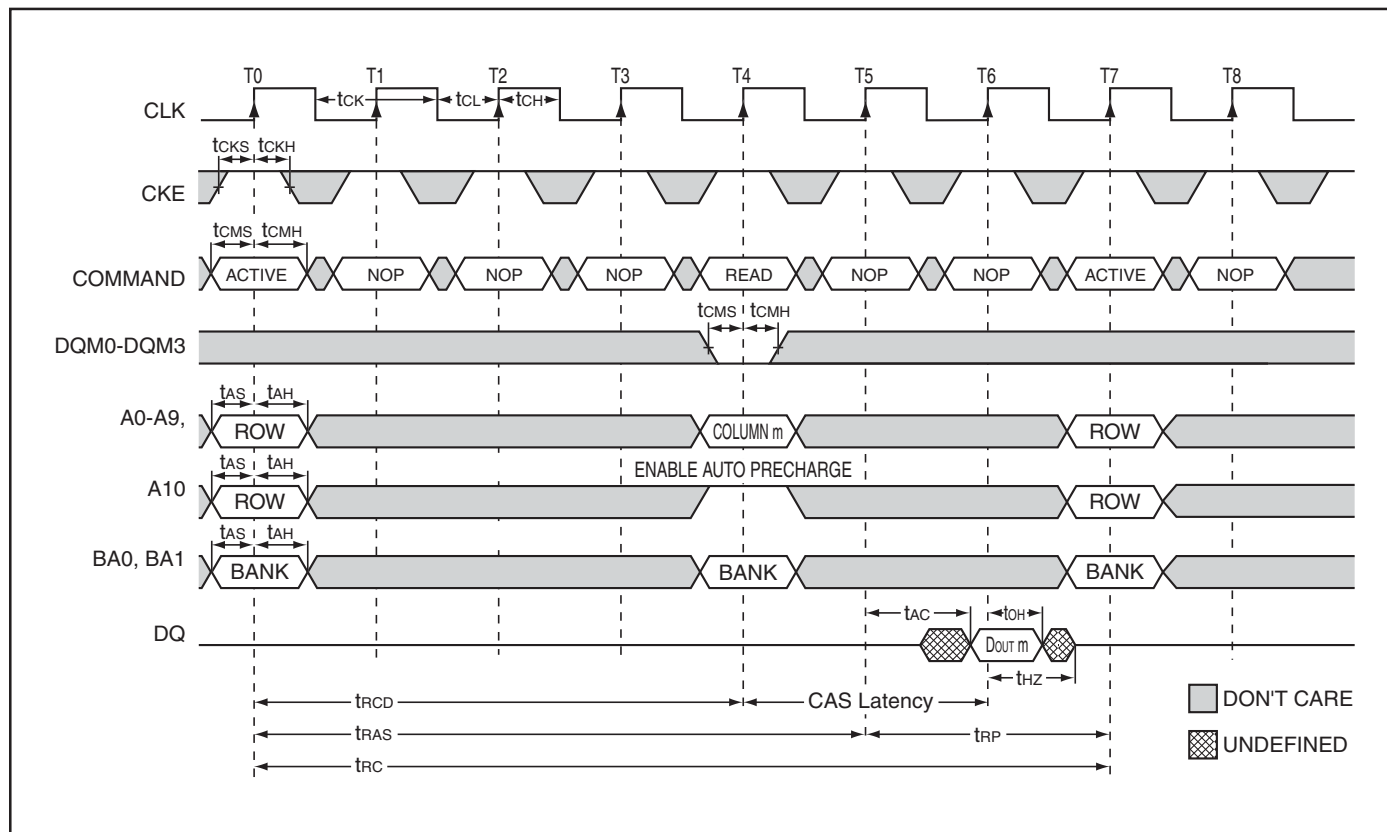 T0 T1 T2 T3 T4 T5 T6 T7 T8
CLK tCK tCL tCH
tCKS tCKH
CKE
tCMS tCMH
COMMAND ACTIVE NOP NOP NOP READ NOP NOP ACTIVE NOP
tCMS tCMH
DQM0-DQM3
tAS tAH
A0-A9, ROW COLUMN m ROW
tAS tAH ENABLE AUTO PRECHARGE
A10 ROW ROW
tAS tAH
BA0, BA1 BANK BANK BANK
tAC tOH
DQ DOUT m
tHZ
tRCD CAS Latency
DON'T CARE
tRAS tRP
UNDEFINED
tRC